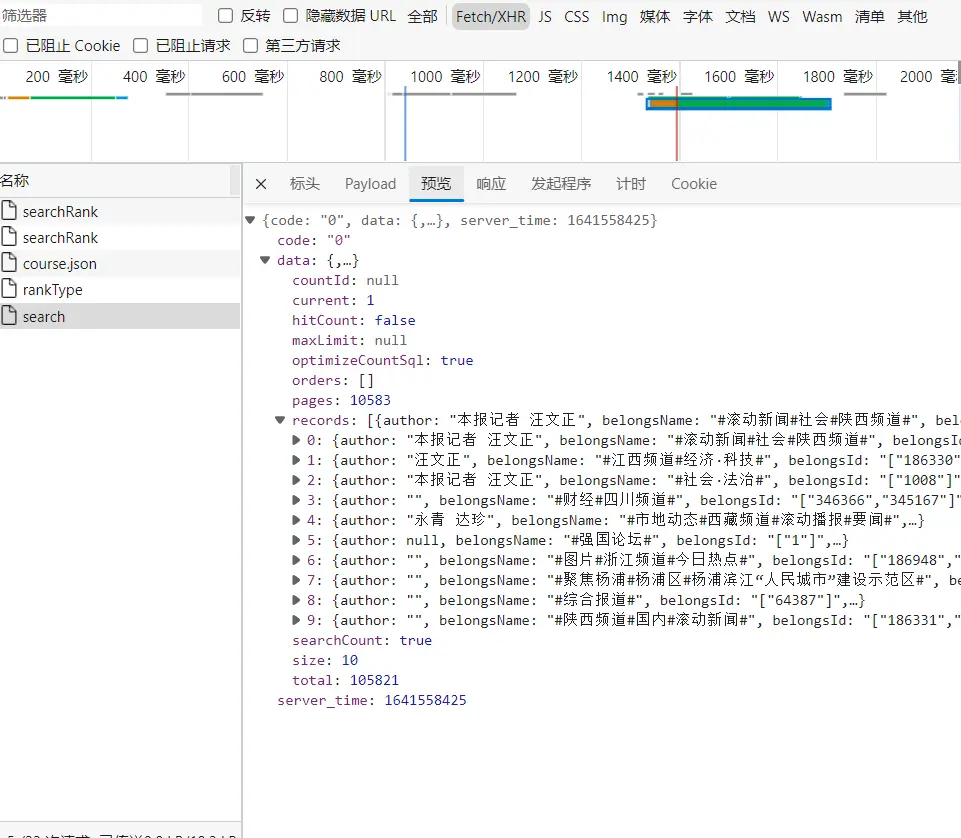 筛选器 反转 隐藏数据 URL 全部 Fetch/XHR JS CSS Img 媒体 字体 文档 WS Wasm 清单 其他
已阻止 Cookie 已阻止请求 第三方请求
200 毫秒 400 毫秒 600 毫秒 800 毫秒 1000 毫秒 1200 毫秒 1400 毫秒 1600 毫秒 1800 毫秒 2000 毫
名称
× 标头 Payload 预览 响应 发起程序 计时 Cookie
searchRank
searchRank
course.json
rankType
search
{code: "0", data: {,…}, server_time: 1641558425}
code: "0"
data: {,…}
countId: null
current: 1
hitCount: false
maxLimit: null
optimizeCountSql: true
orders: []
pages: 10583
records: [{author: "本报记者 汪文正", belongsName: "#滚动新闻#社会#陕西频道#", belo
0: {author: "本报记者 汪文正", belongsName: "#滚动新闻#社会#陕西频道#", belongsId
1: {author: "汪文正", belongsName: "#江西频道#经济·科技#", belongsId: "["186330"
2: {author: "本报记者 汪文正", belongsName: "#社会·法治#", belongsId: "["1008"]"
3: {author: "", belongsName: "#财经#四川频道#", belongsId: "["346366","345167"]"
4: {author: "永青 达珍", belongsName: "#市地动态#西藏频道#滚动播报#要闻#",…}
5: {author: null, belongsName: "#强国论坛#", belongsId: "["1"]",…}
6: {author: "", belongsName: "#图片#浙江频道#今日热点#", belongsId: "["186948","
7: {author: "", belongsName: "#聚焦杨浦#杨浦区#杨浦滨江“人民城市”建设示范区#", be
8: {author: "", belongsName: "#综合报道#", belongsId: "["64387"]",…}
9: {author: "", belongsName: "#陕西频道#国内#滚动新闻#", belongsId: "["186331","
searchCount: true
size: 10
total: 105821
server_time: 1641558425